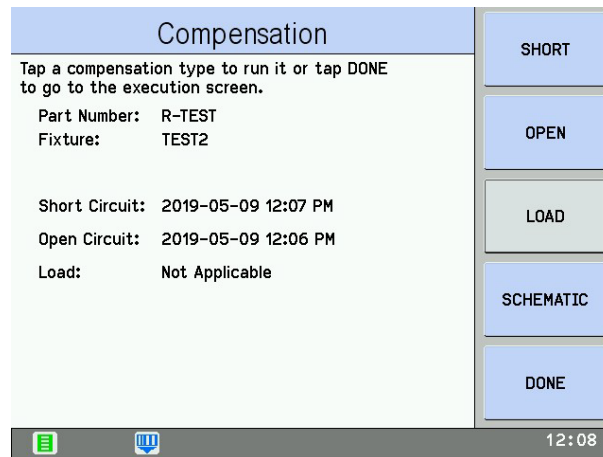 Compensation
Tap a compensation type to run it or tap DONE
to go to the execution screen.
Part Number: R-TEST
Fixture: TEST2
Short Circuit: 2019-05-09 12:07 PM
Open Circuit: 2019-05-09 12:06 PM
Load: Not Applicable
SHORT
OPEN
LOAD
SCHEMATIC
DONE
12:08